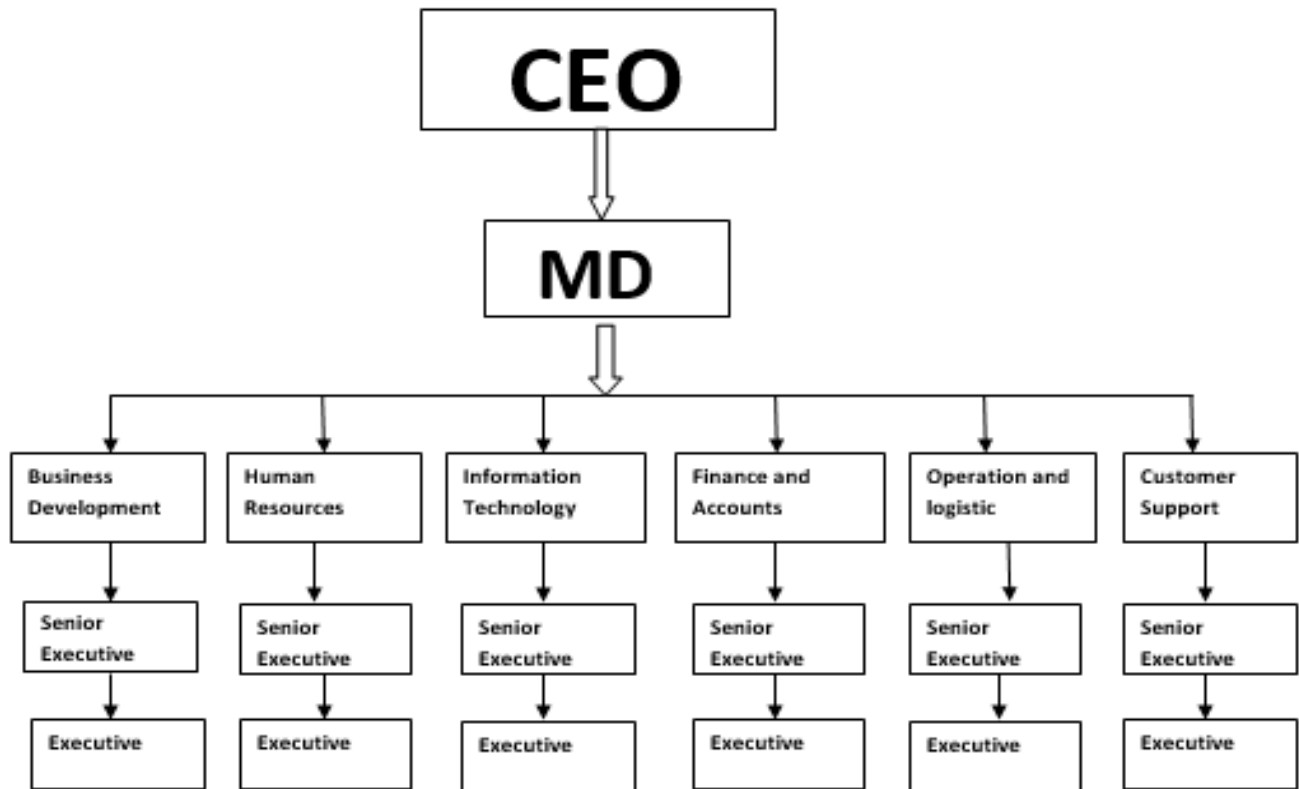 CEO
MD
Business
Development
Human
Resources
Information
Technology
Finance and
Accounts
Operation and
logistic
Customer
Support
Senior
Executive
Senior
Executive
Senior
Executive
Senior
Executive
Senior
Executive
Senior
Executive
Executive
Executive
Executive
Executive
Executive
Executive